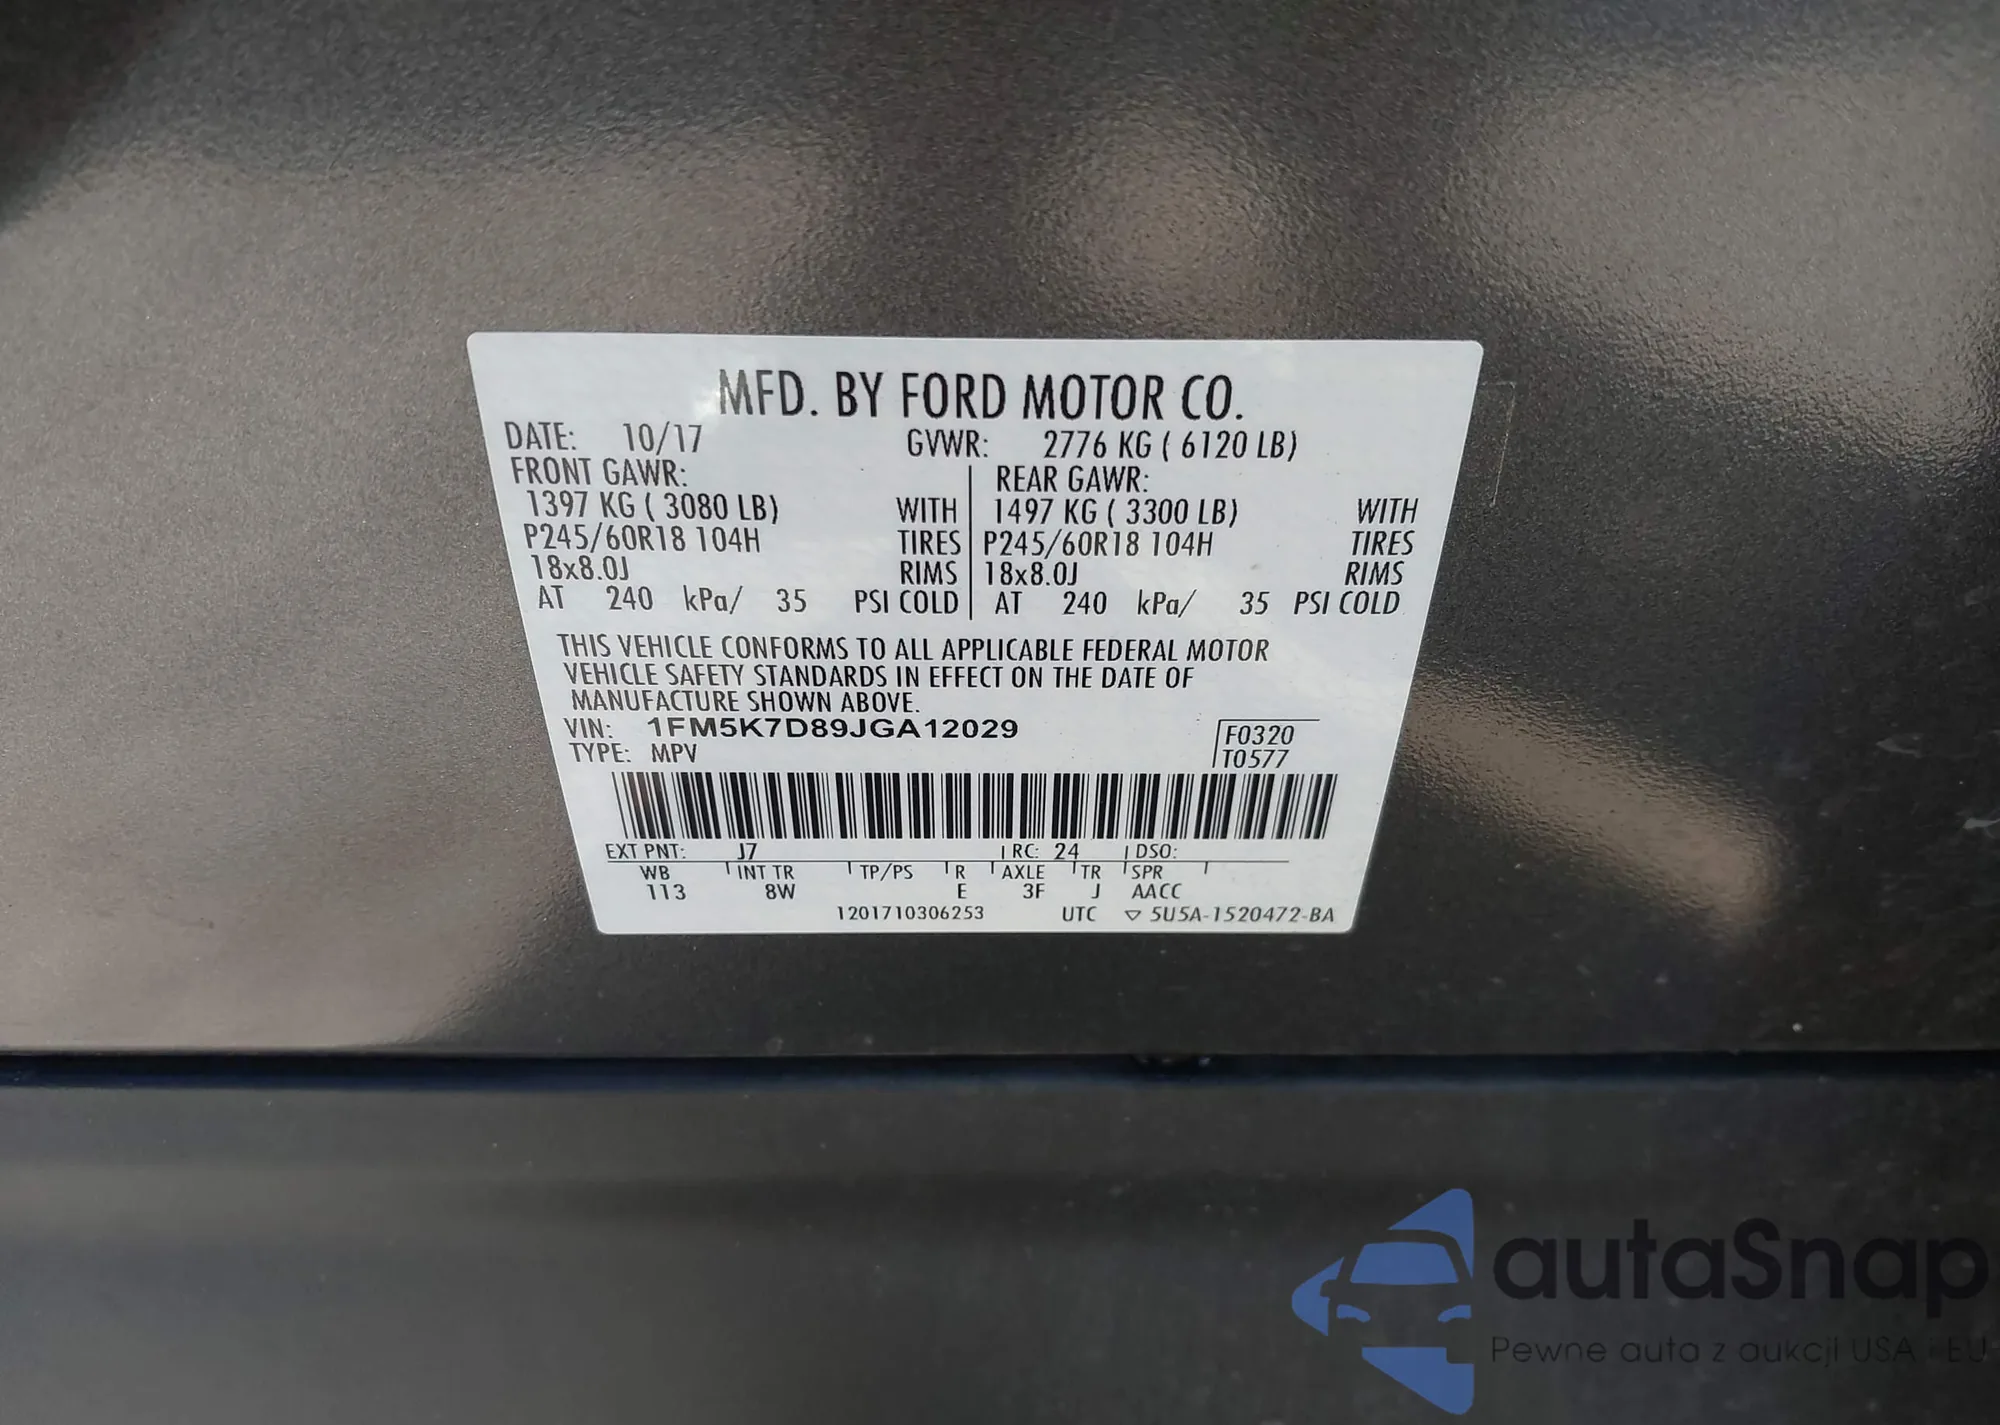 MFD. BY FORD MOTOR CO.
DATE: 10/17 GVWR: 2776 KG ( 6120 LB)
FRONT GAWR: REAR GAWR:
1397 KG ( 3080 LB) WITH 1497 KG ( 3300 LB) WITH
P245/60R18 104H TIRES P245/60R18 104H TIRES
18x8.0J RIMS 18x8.0J RIMS
AT 240 kPa/ 35 PSI COLD AT 240 kPa/ 35 PSI COLD
THIS VEHICLE CONFORMS TO ALL APPLICABLE FEDERAL MOTOR
VEHICLE SAFETY STANDARDS IN EFFECT ON THE DATE OF
MANUFACTURE SHOWN ABOVE.
VIN: 1FM5K7D89JGA12029 F0320
TYPE: MPV T0577
EXT PNT: J7 RC: 24 DSO:
WB INT TR TP/PS R AXLE TR SPR
113 8W E 3F J AACC
1201710306253 UTC ▽ 5U5A-1520472-BA
autaSnap
Pewne auta z aukcji USA i EU